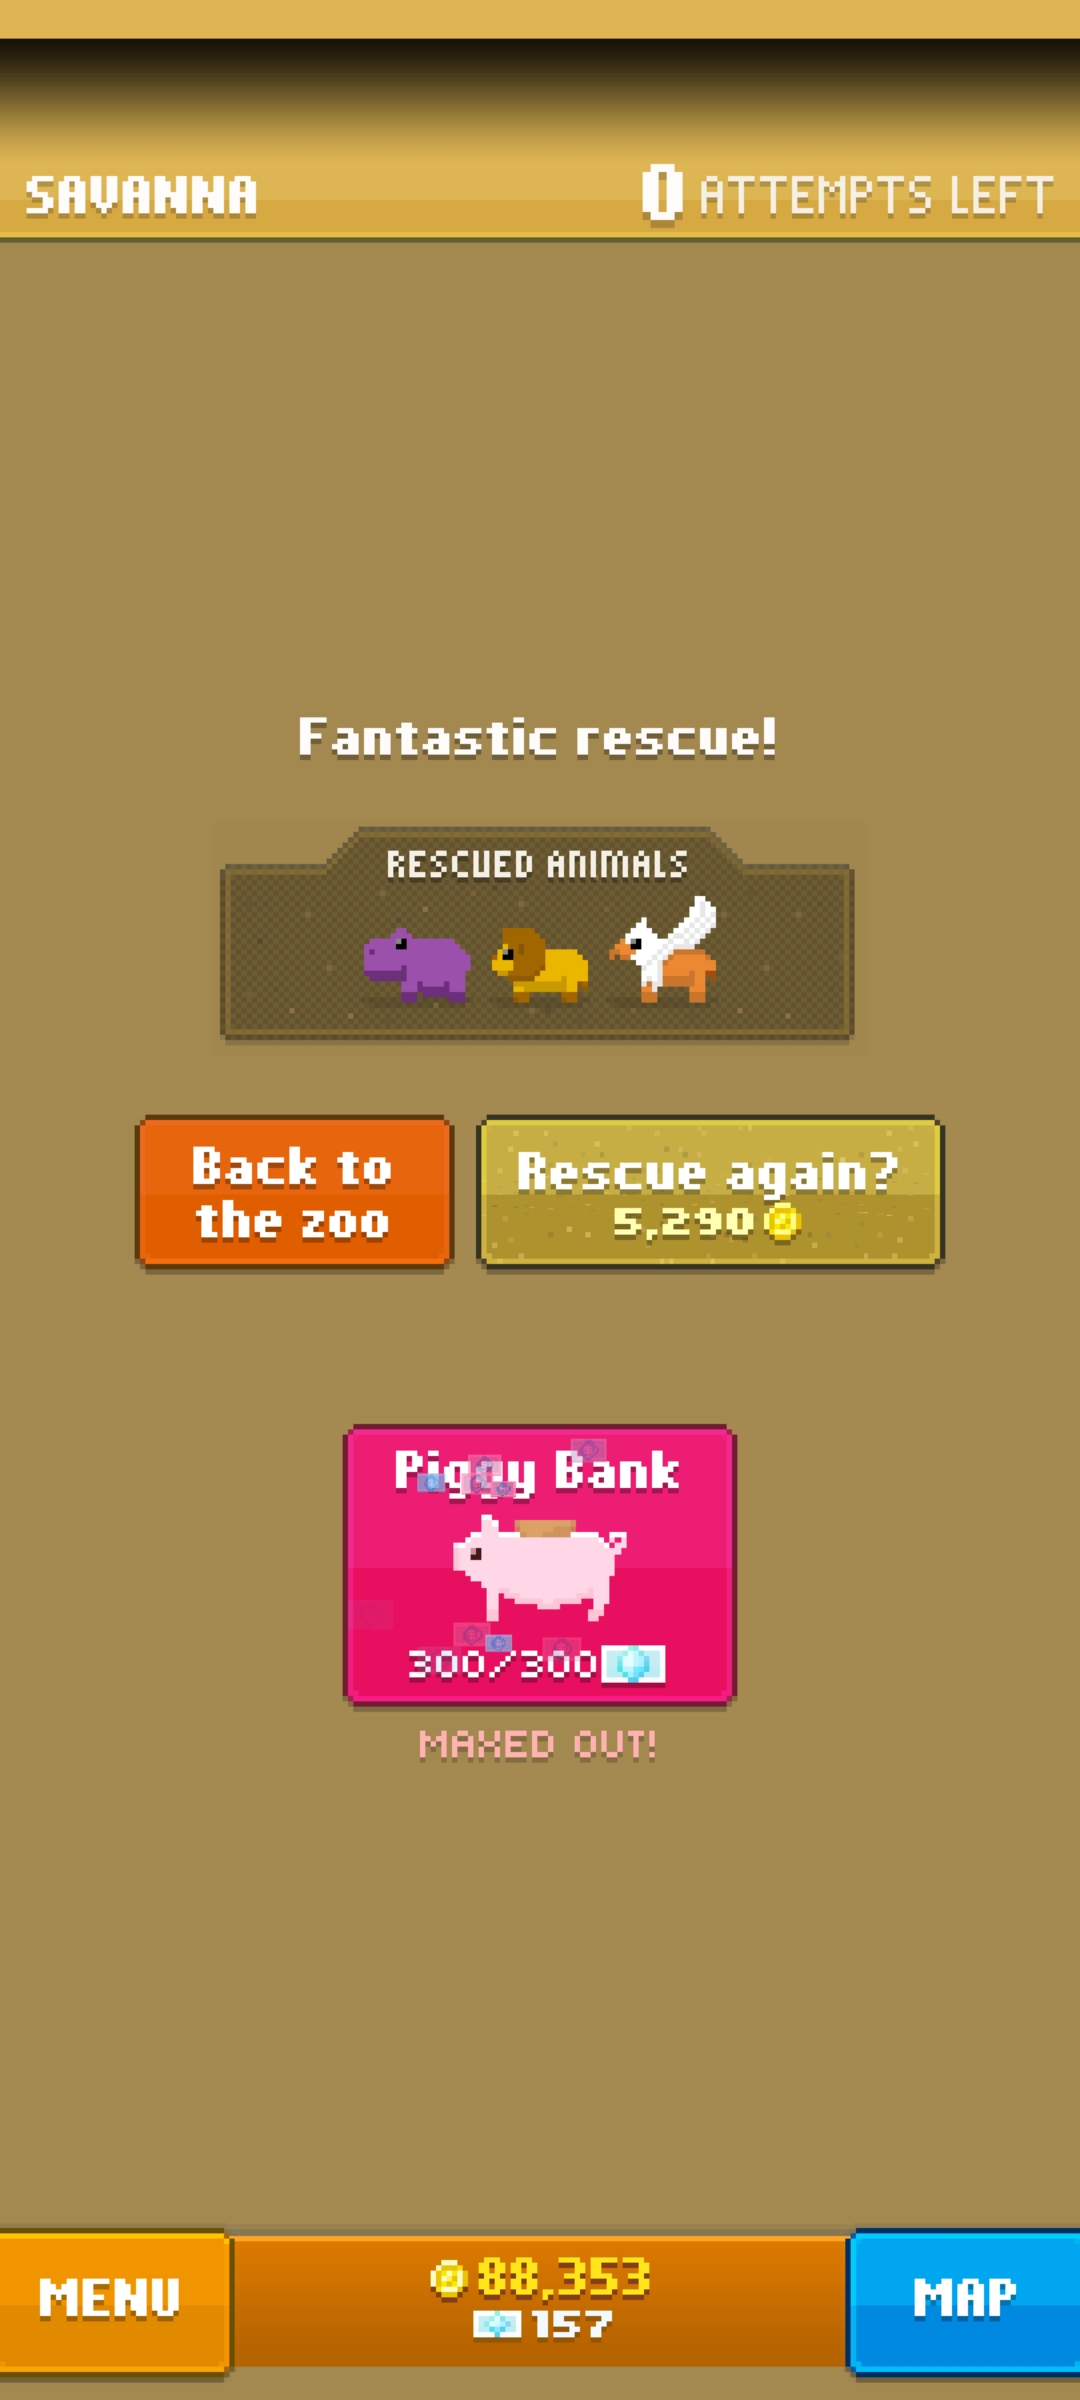 SAVANNA
0 ATTEMPTS LEFT
Fantastic rescue!
RESCUED ANIMALS
Back to
the zoo
Rescue again?
5,290
Piggy Bank
300/300
MAXED OUT!
MENU
88,353
157
MAP